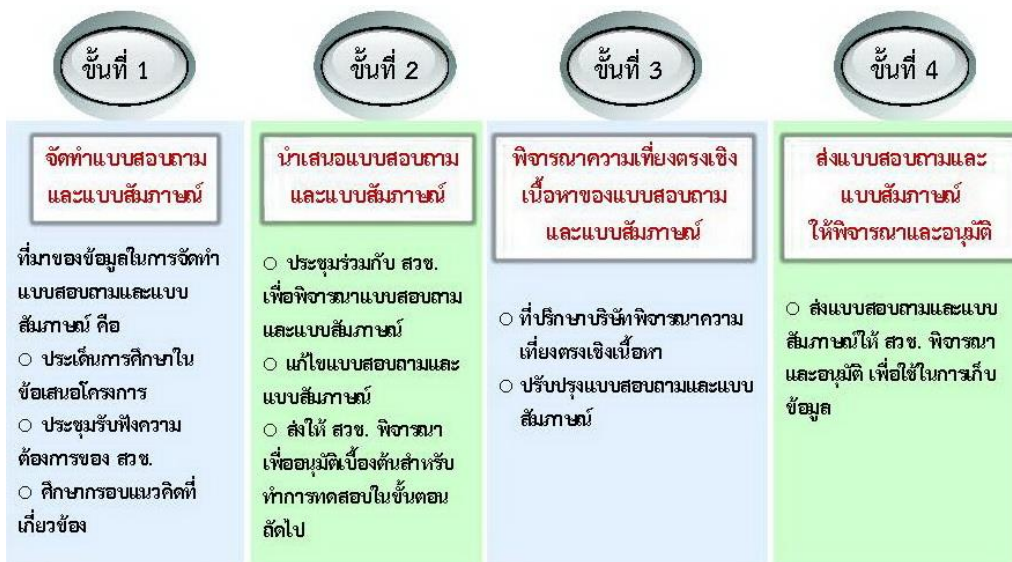 ขั้นที่ 1
จัดทำแบบสอบถาม
และแบบสัมภาษณ์
ที่มาของข้อมูลในการจัดทำ
แบบสอบถามและแบบ
สัมภาษณ์ คือ
○ ประเด็นการศึกษาใน
ข้อเสนอโครงการ
○ ประชุมรับฟังความ
ต้องการของ สวช.
○ ศึกษากรอบแนวคิดที่
เกี่ยวข้อง
ขั้นที่ 2
นำเสนอแบบสอบถาม
และแบบสัมภาษณ์
○ ประชุมร่วมกับ สวช.
เพื่อพิจารณาแบบสอบถาม
และแบบสัมภาษณ์
○ แก้ไขแบบสอบถามและ
แบบสัมภาษณ์
○ ส่งให้ สวช. พิจารณา
เพื่ออนุมัติเบื้องต้นสำหรับ
ทำการทดสอบในขั้นตอน
ถัดไป
ขั้นที่ 3
พิจารณาความเที่ยงตรงเชิง
เนื้อหาของแบบสอบถาม
และแบบสัมภาษณ์
○ ที่ปรึกษาบริษัทพิจารณาความ
เที่ยงตรงเชิงเนื้อหา
○ ปรับปรุงแบบสอบถามและแบบ
สัมภาษณ์
ขั้นที่ 4
ส่งแบบสอบถามและ
แบบสัมภาษณ์
ให้พิจารณาและอนุมัติ
○ ส่งแบบสอบถามและแบบ
สัมภาษณ์ให้ สวช. พิจารณา
และอนุมัติ เพื่อใช้ในการเก็บ
ข้อมูล